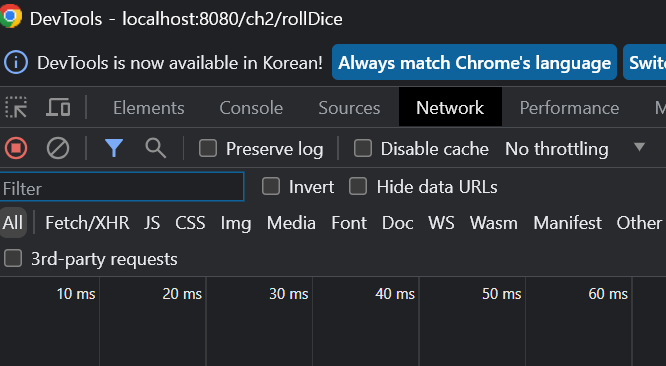 DevTools - localhost:8080/ch2/rollDice
DevTools is now available in Korean! Always match Chrome's language
Elements Console Sources Network Performance
Preserve log Disable cache No throttling
Filter Invert Hide data URLs
All Fetch/XHR JS CSS Img Media Font Doc WS Wasm Manifest Other
3rd-party requests
10 ms 20 ms 30 ms 40 ms 50 ms 60 ms